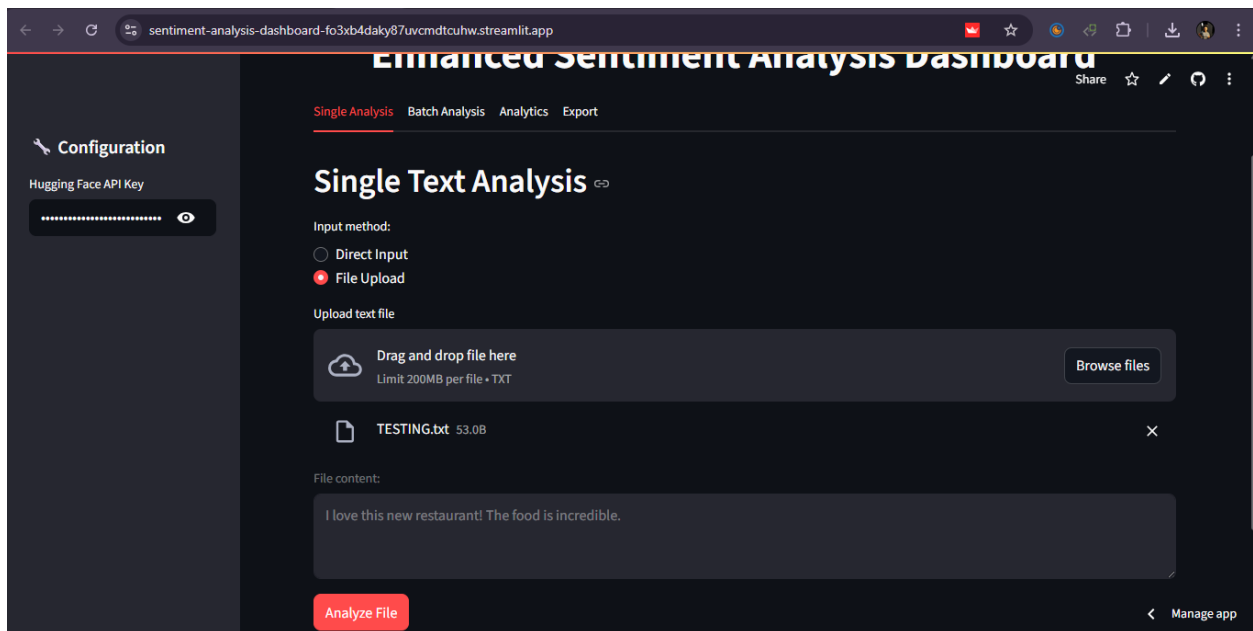 sentiment-analysis-dashboard-fo3xb4daky87uvcmdtcuhw.streamlit.app
Enhanced Sentiment Analysis Dashboard
Share
Single Analysis Batch Analysis Analytics Export
Configuration
Hugging Face API Key
Single Text Analysis
Input method:
Direct Input
File Upload
Upload text file
Drag and drop file here
Limit 200MB per file • TXT
Browse files
TESTING.txt 53.0B
File content:
I love this new restaurant! The food is incredible.
Analyze File
Manage app